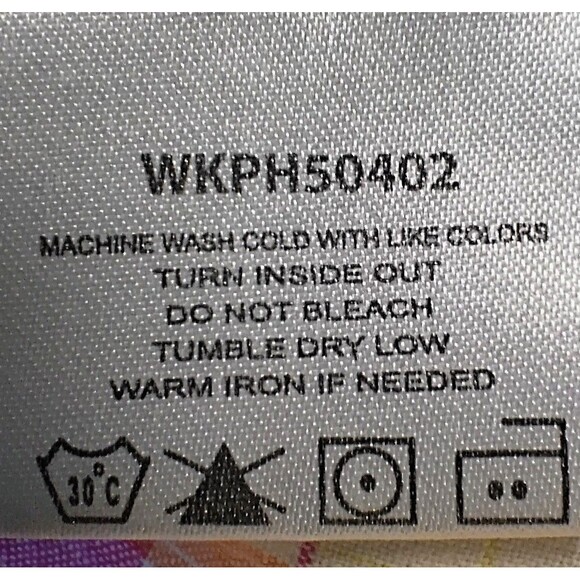 WKPH50402
MACHINE WASH COLD WITH LIKE COLORS
TURN INSIDE OUT
DO NOT BLEACH
TUMBLE DRY LOW
WARM IRON IF NEEDED
30°C